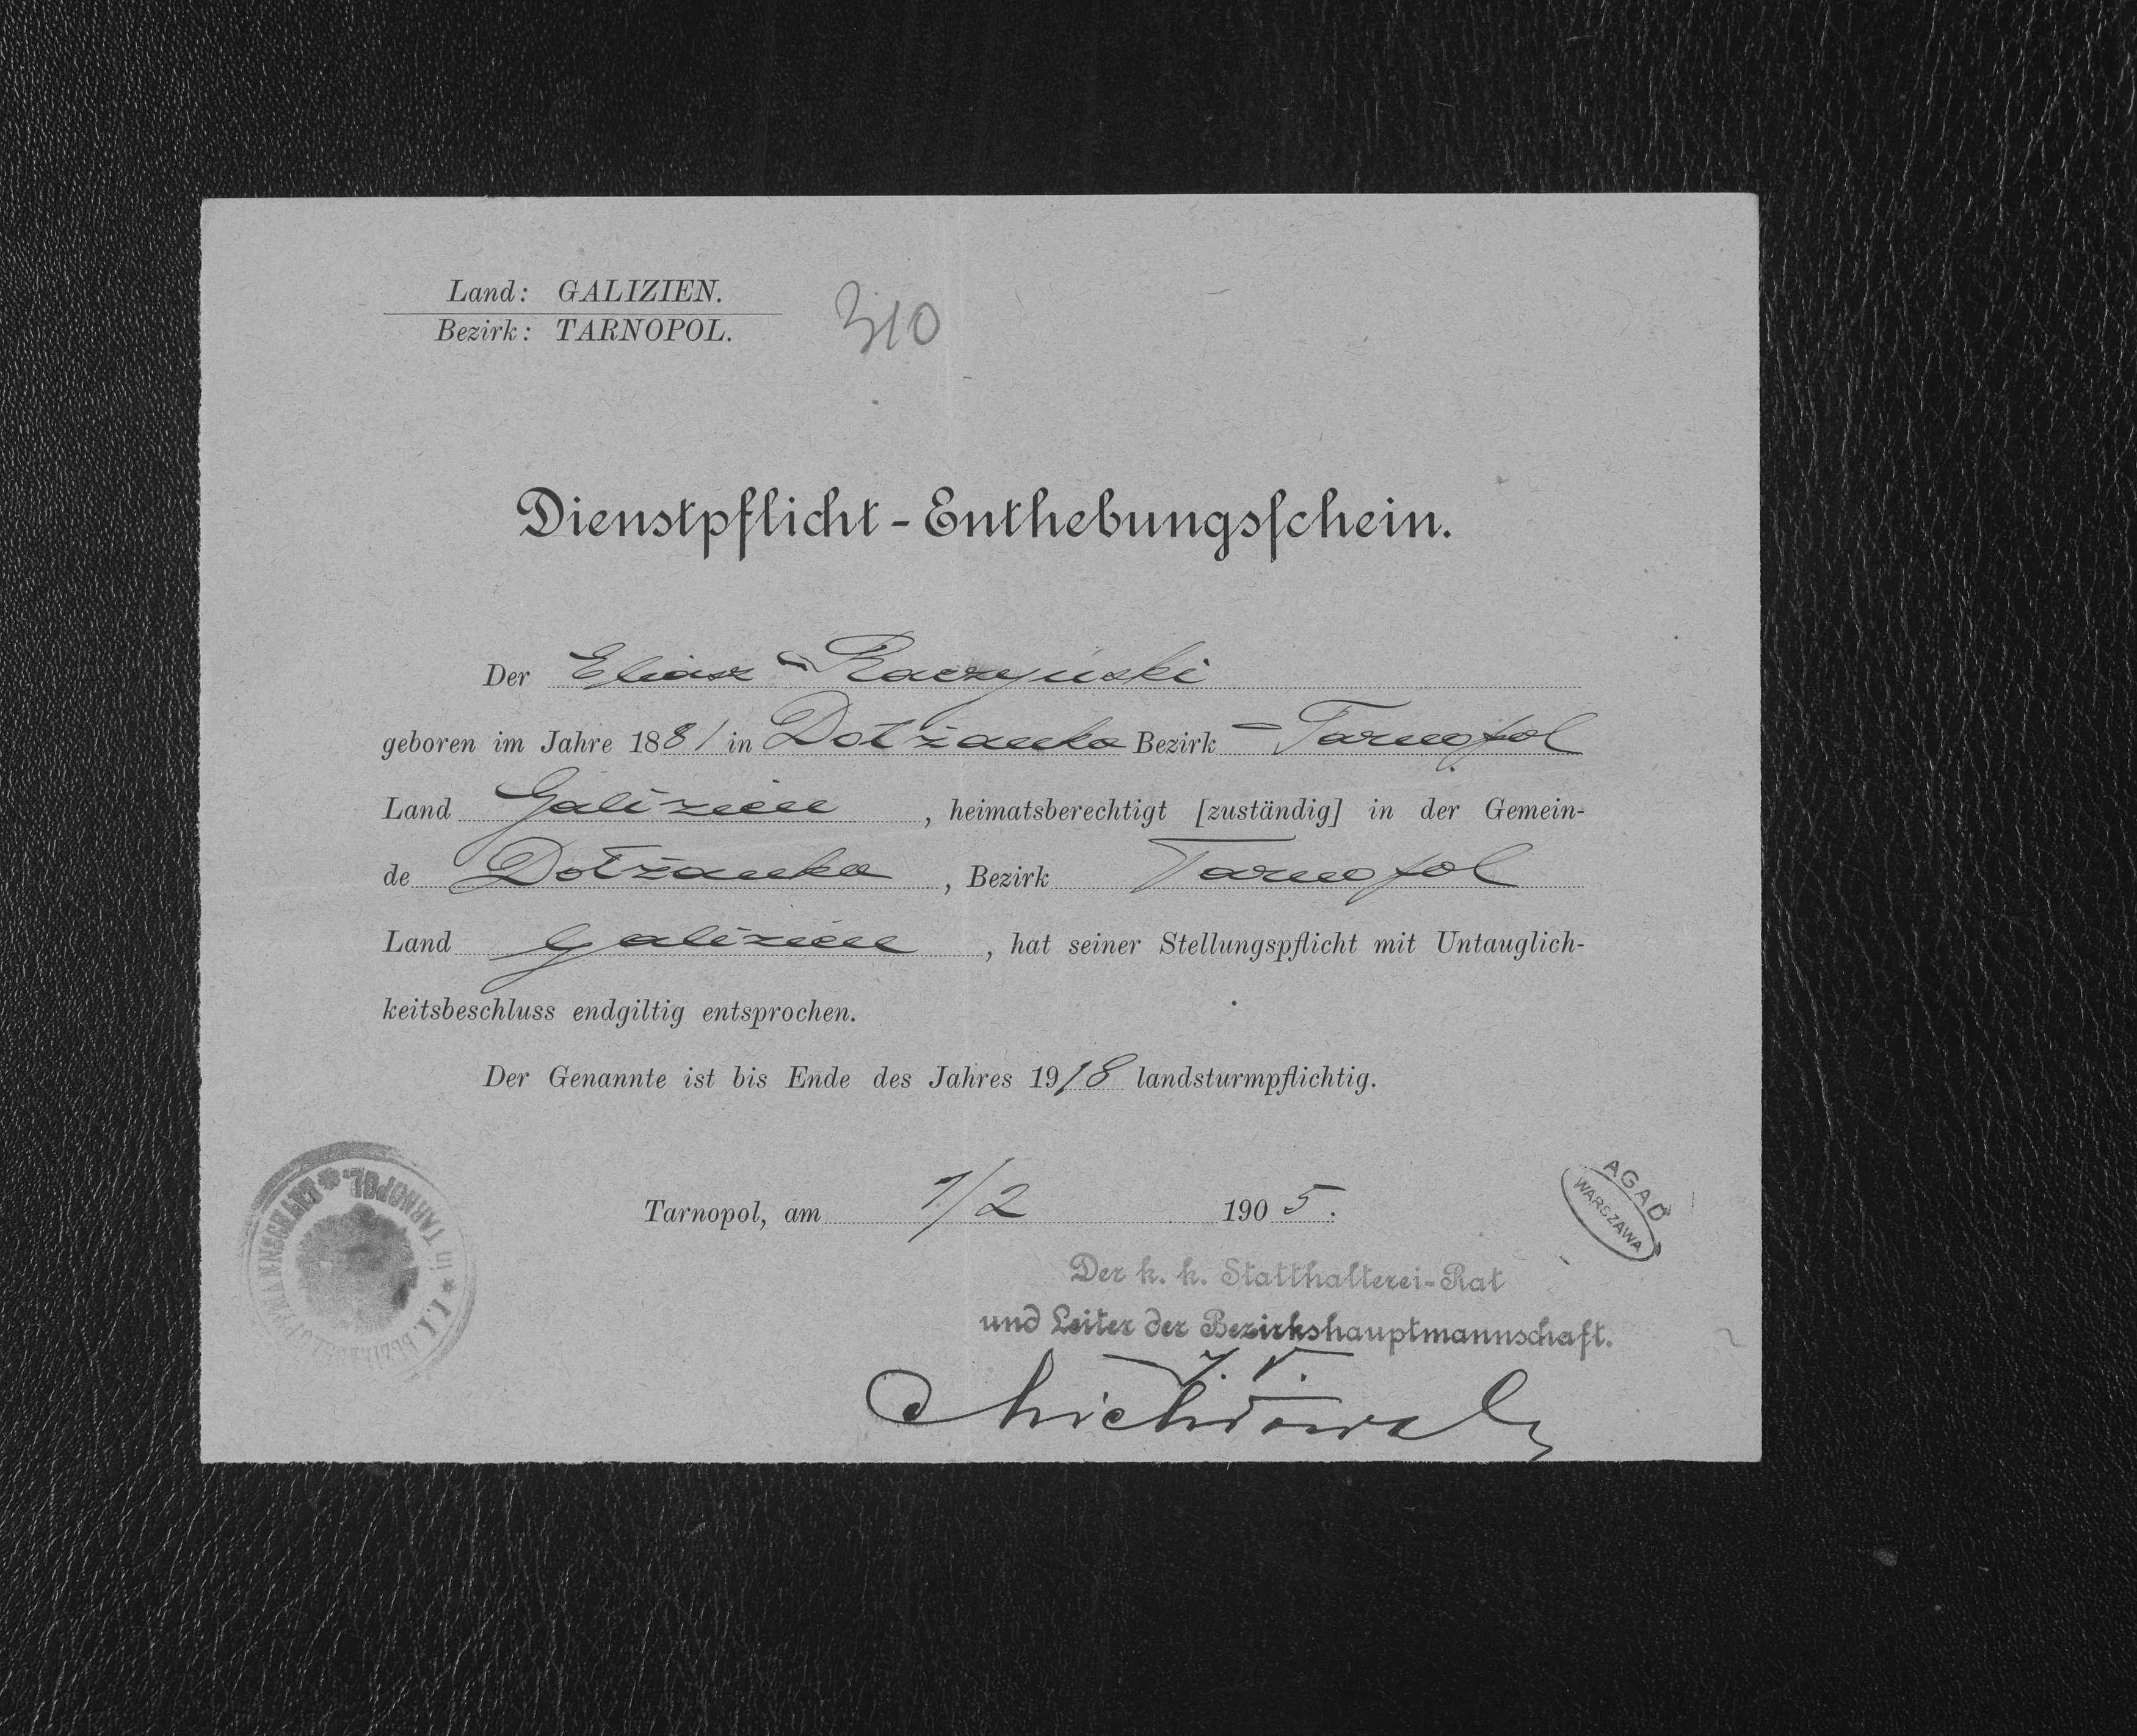 Land: GALIZIEN.
Bezirk: TARNOPOL.
310
Dienstpflicht-Enthebungsschein.
Der Eliasz Raczyński
geboren im Jahre 1881 in Dołżanka Bezirk Tarnopol
Land Galizien, heimatsberechtigt [zuständig] in der Gemein-
de Dołżanka, Bezirk Tarnopol
Land Galizien, hat seiner Stellungspflicht mit Untauglich-
keitsbeschluss endgiltig entsprochen.
Der Genannte ist bis Ende des Jahres 1918 landsturmpflichtig.
Tarnopol, am 1/2 1905.
AGAD
WARSZAWA
Der k. k. Statthalterei-Rat
und Leiter der Bezirkshauptmannschaft.
K.K. BEZIRKSHAUPTMANNSCHAFT in TARNOPOL.